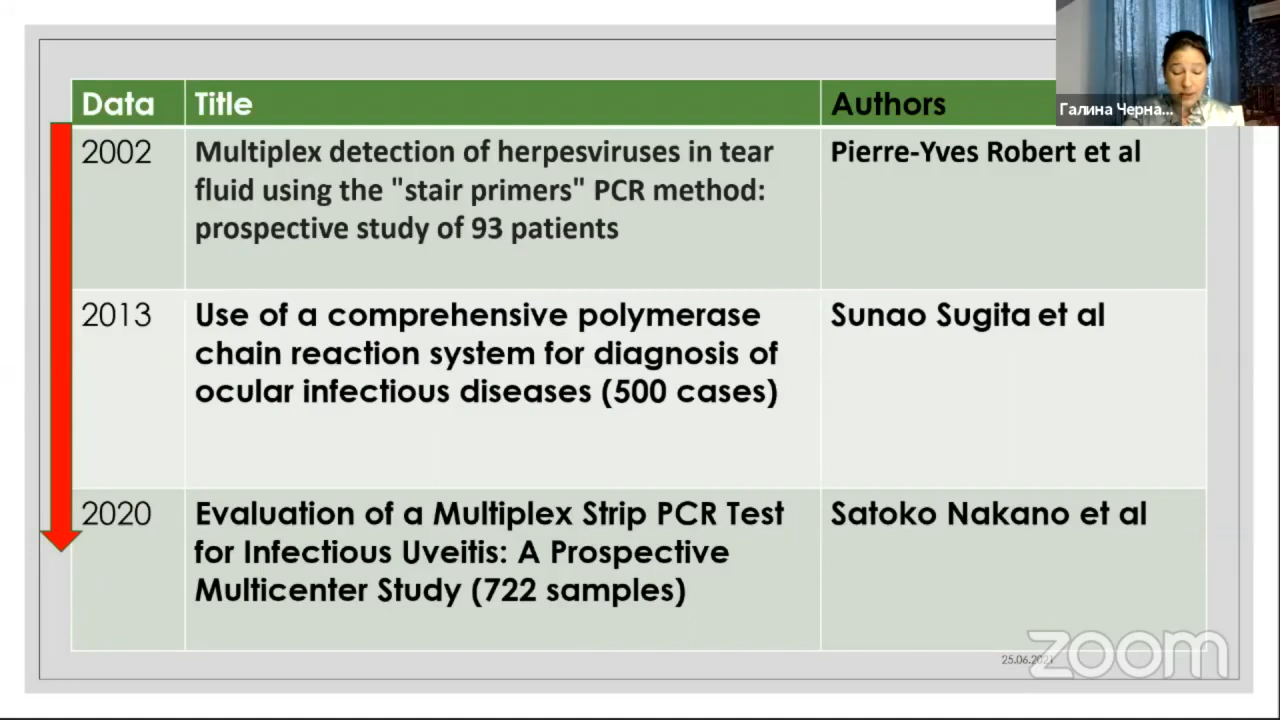 Data Title Authors
Галина Черна...
2002 Multiplex detection of herpesviruses in tear Pierre-Yves Robert et al
fluid using the "stair primers" PCR method:
prospective study of 93 patients
2013 Use of a comprehensive polymerase Sunao Sugita et al
chain reaction system for diagnosis of
ocular infectious diseases (500 cases)
2020 Evaluation of a Multiplex Strip PCR Test Satoko Nakano et al
for Infectious Uveitis: A Prospective
Multicenter Study (722 samples)
25.06.2021
zoom